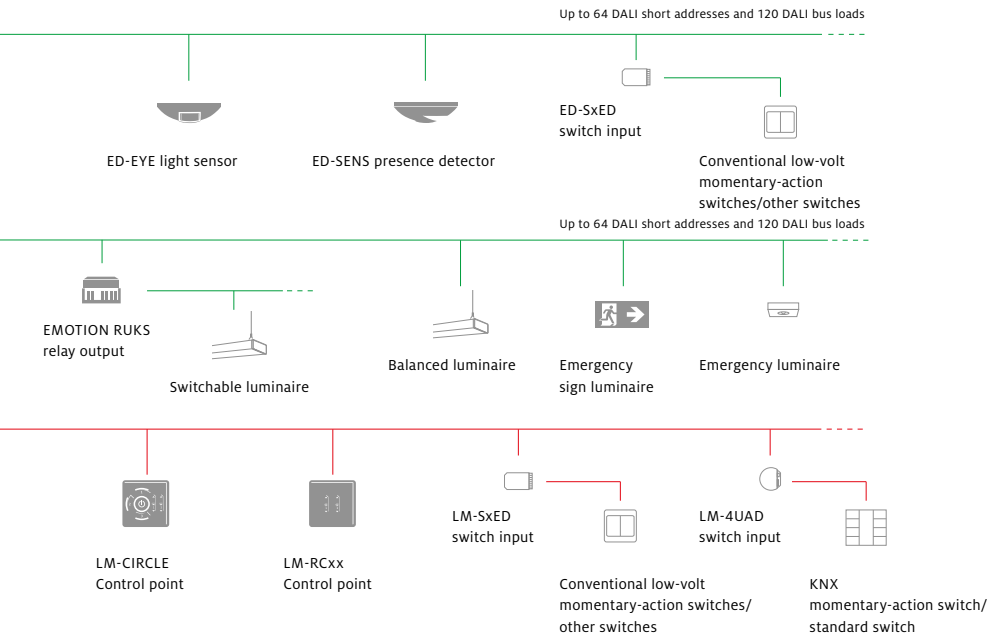 Up to 64 DALI short addresses and 120 DALI bus loads
ED-SxED
switch input
ED-EYE light sensor
ED-SENS presence detector
Conventional low-volt
momentary-action
switches/other switches
Up to 64 DALI short addresses and 120 DALI bus loads
EMOTION RUKS
relay output
Switchable luminaire
Balanced luminaire
Emergency
sign luminaire
Emergency luminaire
LM-SxED
switch input
LM-4UAD
switch input
LM-CIRCLE
Control point
LM-RCxx
Control point
Conventional low-volt
momentary-action switches/
other switches
KNX
momentary-action switch/
standard switch